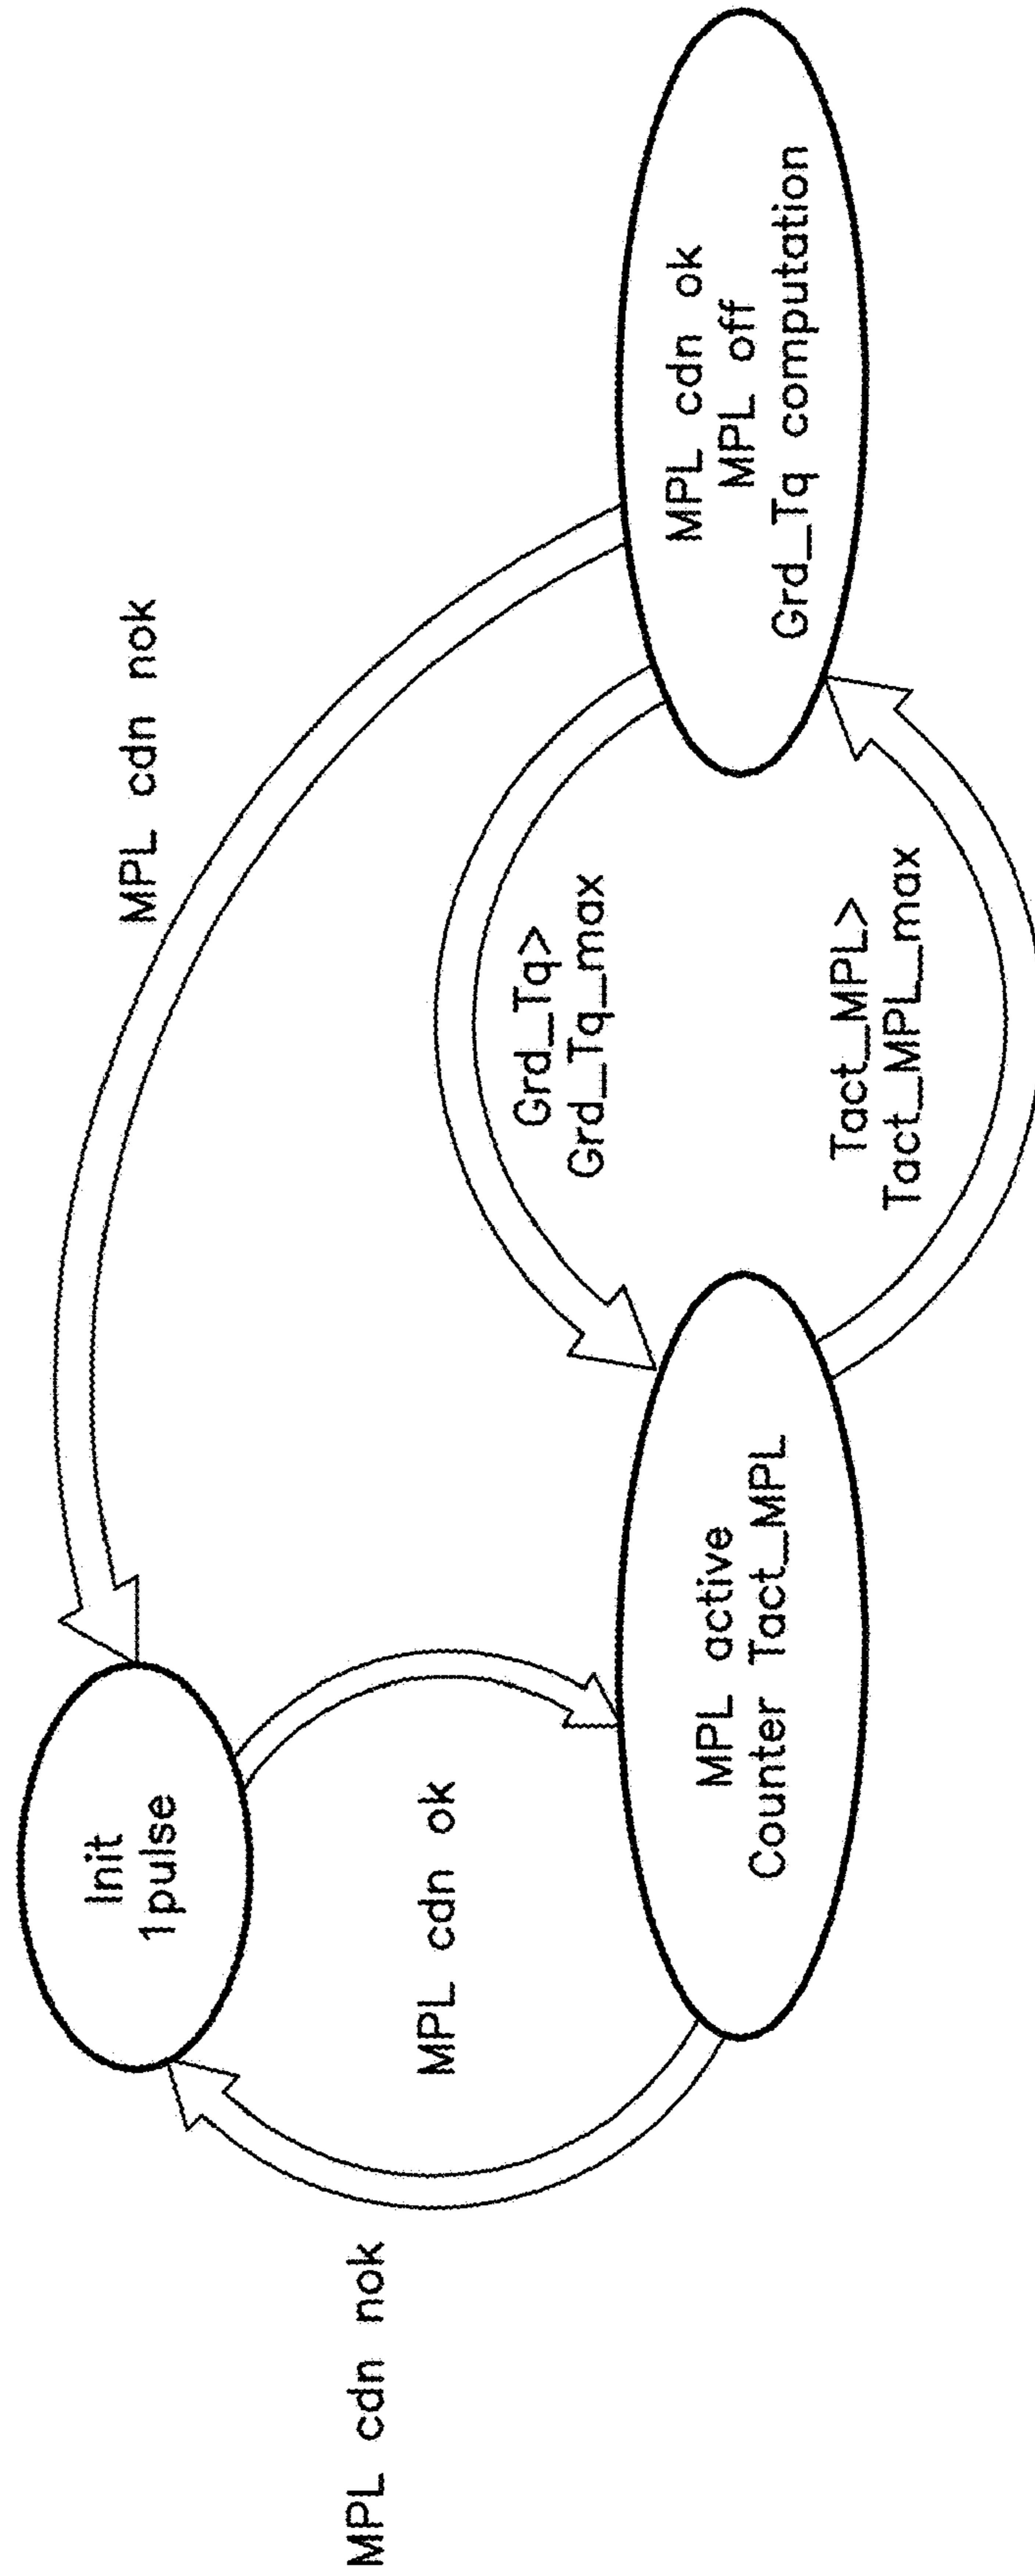 MPL cdn nok
Init
1pulse
MPL cdn nok
MPL cdn ok
Grd_Tq>
Grd_Tq_max
MPL active
Counter Tact_MPL
Tact_MPL>
Tact_MPL_max
MPL cdn ok
MPL off
Grd_Tq computation